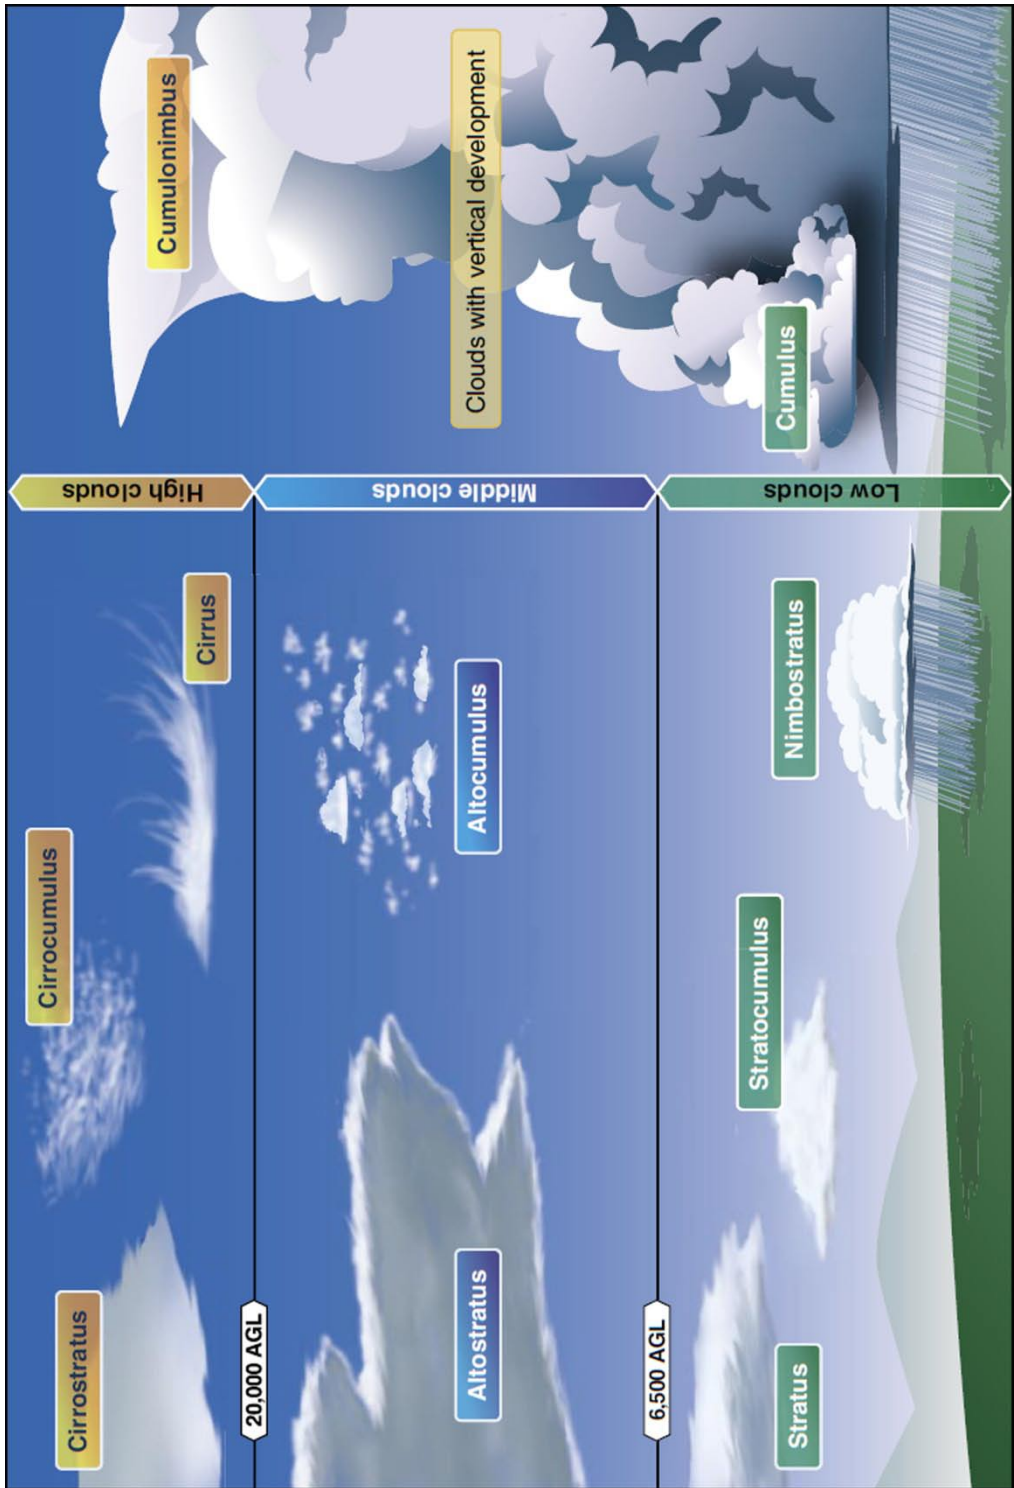 Cirrostratus
Cirrocumulus
Cirrus
High clouds
Cumulonimbus
20,000 AGL
Altostratus
Altocumulus
Middle clouds
Clouds with vertical development
6,500 AGL
Stratus
Stratocumulus
Nimbostratus
Low clouds
Cumulus